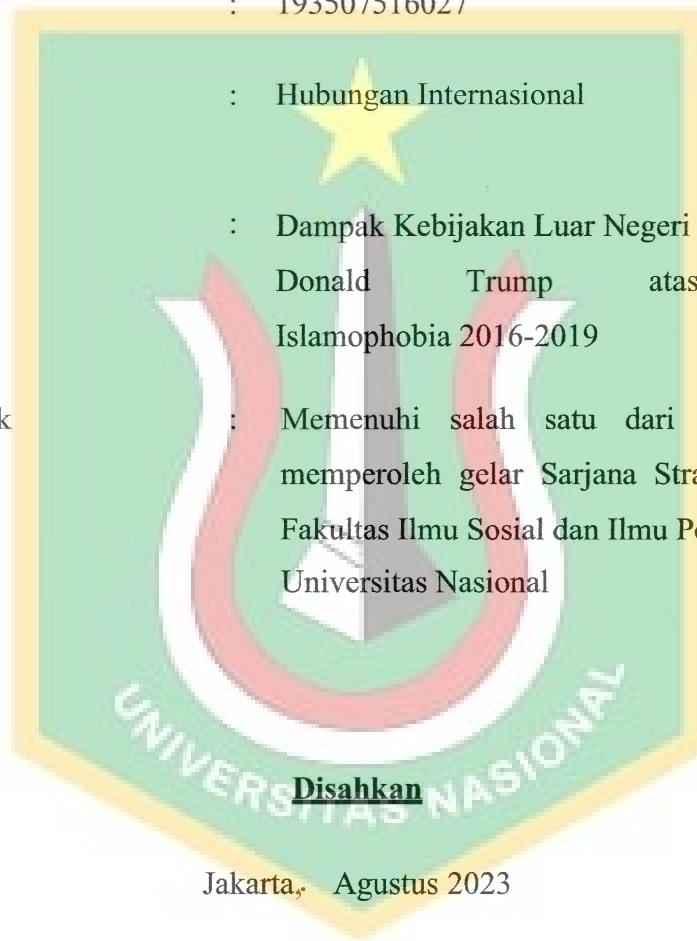 : 193507516027
: Hubungan Internasional
: Dampak Kebijakan Luar Negeri
Donald Trump atas
Islamophobia 2016-2019
k : Memenuhi salah satu dari
memperoleh gelar Sarjana Stra
Fakultas Ilmu Sosial dan Ilmu Po
Universitas Nasional
UNIVERSITAS NASIONAL
Disahkan
Jakarta, Agustus 2023